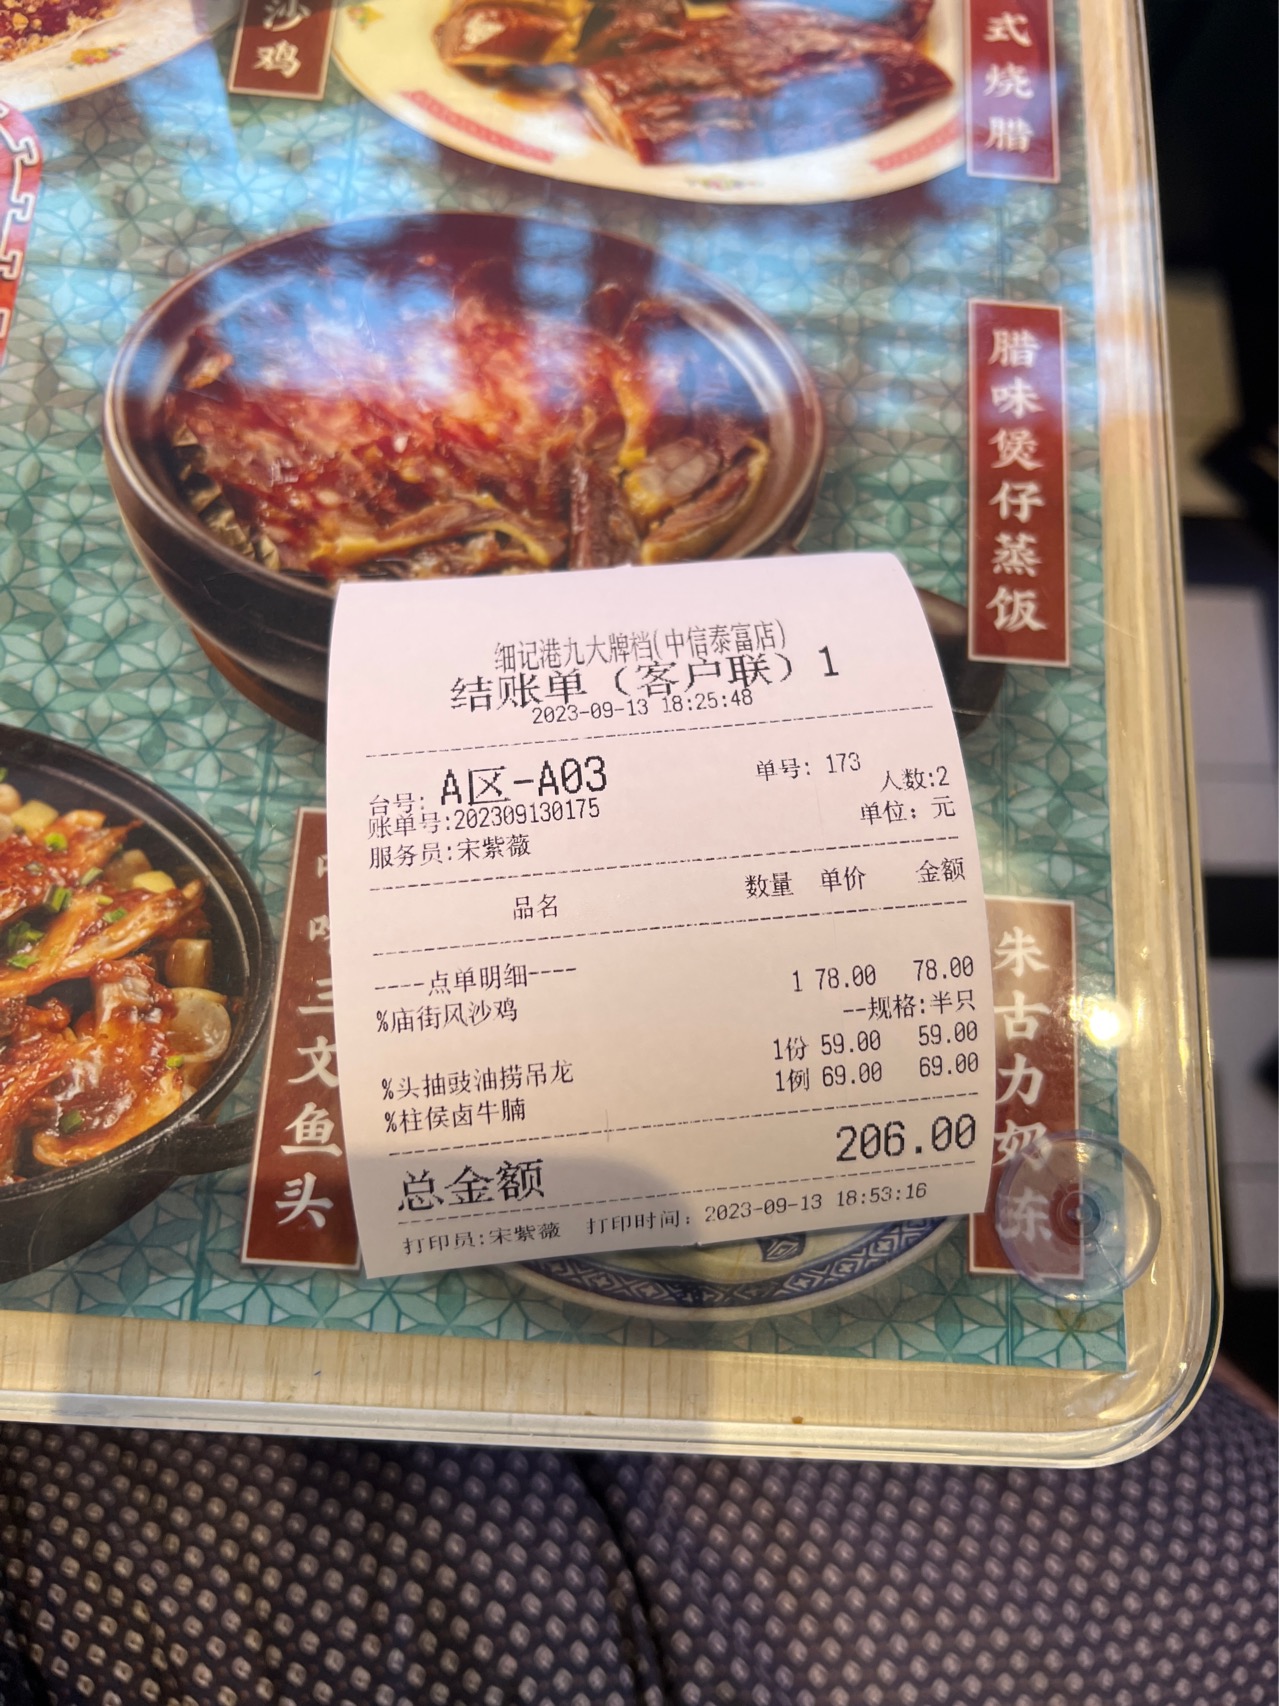 沙鸡
式烧腊
腊味煲仔蒸饭
细记港九大牌档(中信泰富店)
结账单（客户联）1
2023-09-13 18:25:48
台号: A区-A03 单号: 173
账单号:202309130175 人数:2
服务员:宋紫薇 单位: 元
品名 数量 单价 金额
----点单明细----
%庙街风沙鸡 1 78.00 78.00
--规格:半只
%头抽豉油捞吊龙 1份 59.00 59.00
%柱侯卤牛腩 1例 69.00 69.00
总金额 206.00
打印员:宋紫薇 打印时间: 2023-09-13 18:53:16
三文鱼头
朱古力奶冻